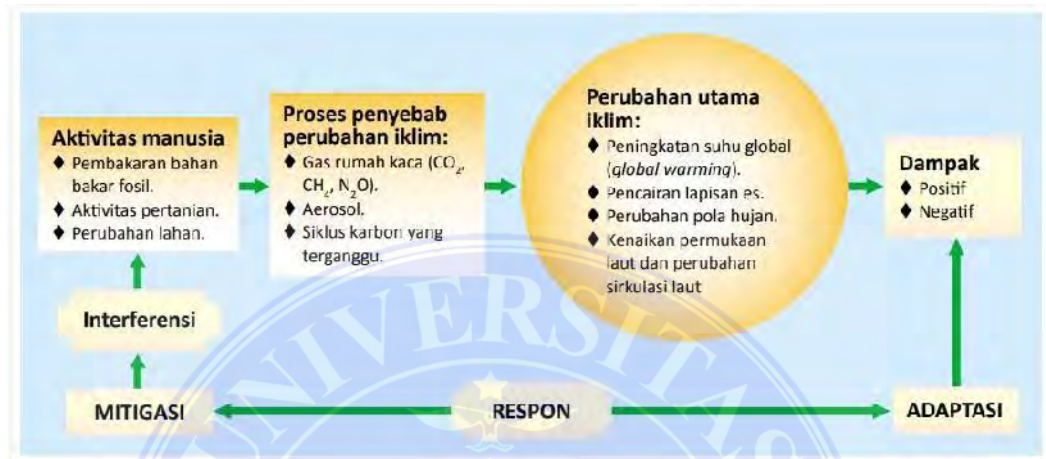 Aktivitas manusia
◆ Pembakaran bahan
bakar fosil.
◆ Aktivitas pertanian.
◆ Perubahan lahan.
Proses penyebab
perubahan iklim:
◆ Gas rumah kaca (CO₂,
CH₄, N₂O).
◆ Aerosol.
◆ Siklus karbon yang
terganggu.
Perubahan utama
iklim:
◆ Peningkatan suhu global
(global warming).
◆ Pencairan lapisan es.
◆ Perubahan pola hujan.
◆ Kenaikan permukaan
laut dan perubahan
sirkulasi laut
Dampak
◆ Positif
◆ Negatif
Interferensi
MITIGASI
RESPON
ADAPTASI
UNIVERSITAS